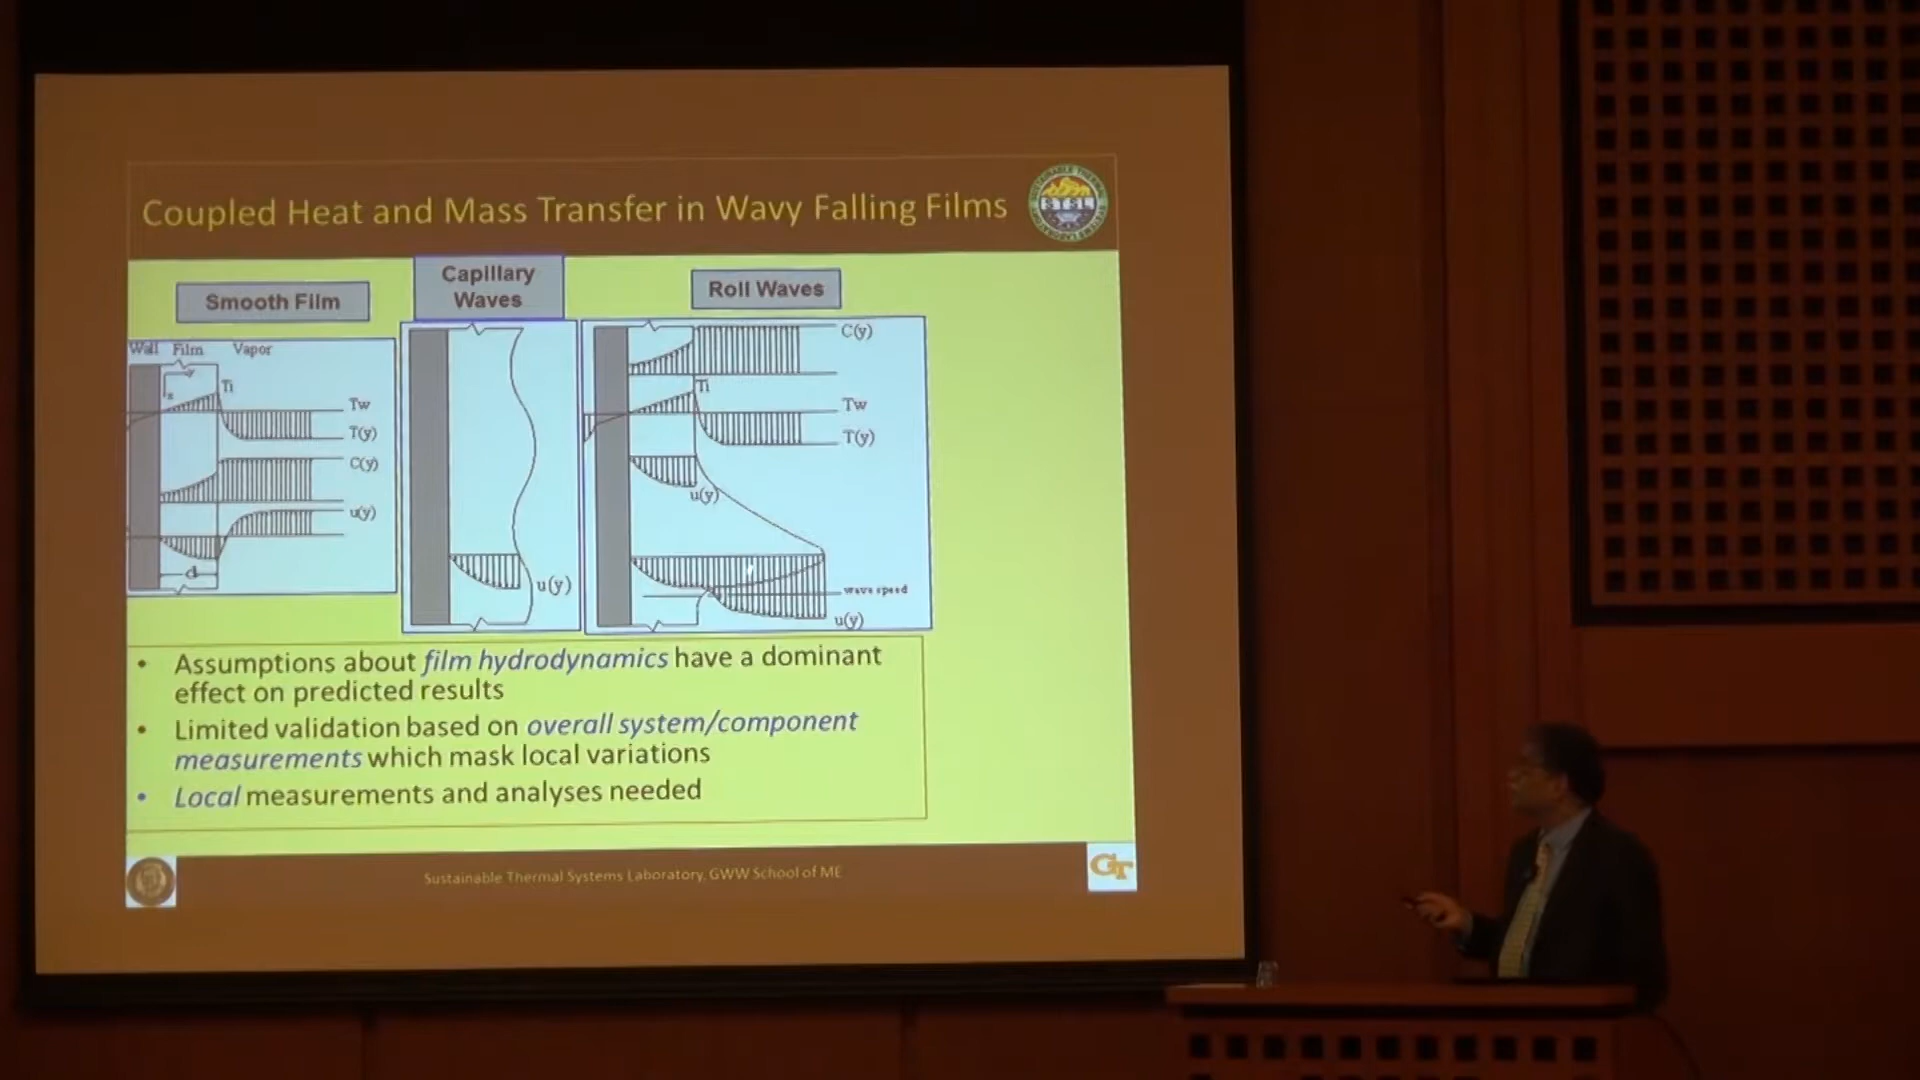 Coupled Heat and Mass Transfer in Wavy Falling Films
STSL
Smooth Film
Capillary
Waves
Roll Waves
Wall Film Vapor
Ti
Tw
T(y)
C(y)
u(y)
d
u(y)
C(y)
Ti
Tw
T(y)
u(y)
wave speed
u(y)
• Assumptions about film hydrodynamics have a dominant
effect on predicted results
• Limited validation based on overall system/component
measurements which mask local variations
• Local measurements and analyses needed
Sustainable Thermal Systems Laboratory, GWW School of ME
GT